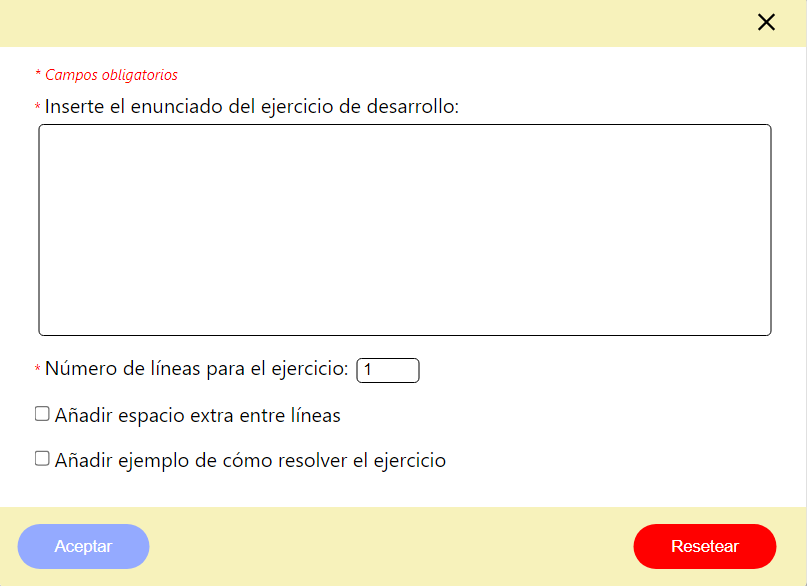 * Campos obligatorios
* Inserte el enunciado del ejercicio de desarrollo:
* Número de líneas para el ejercicio: 1
Añadir espacio extra entre líneas
Añadir ejemplo de cómo resolver el ejercicio
Aceptar Resetear